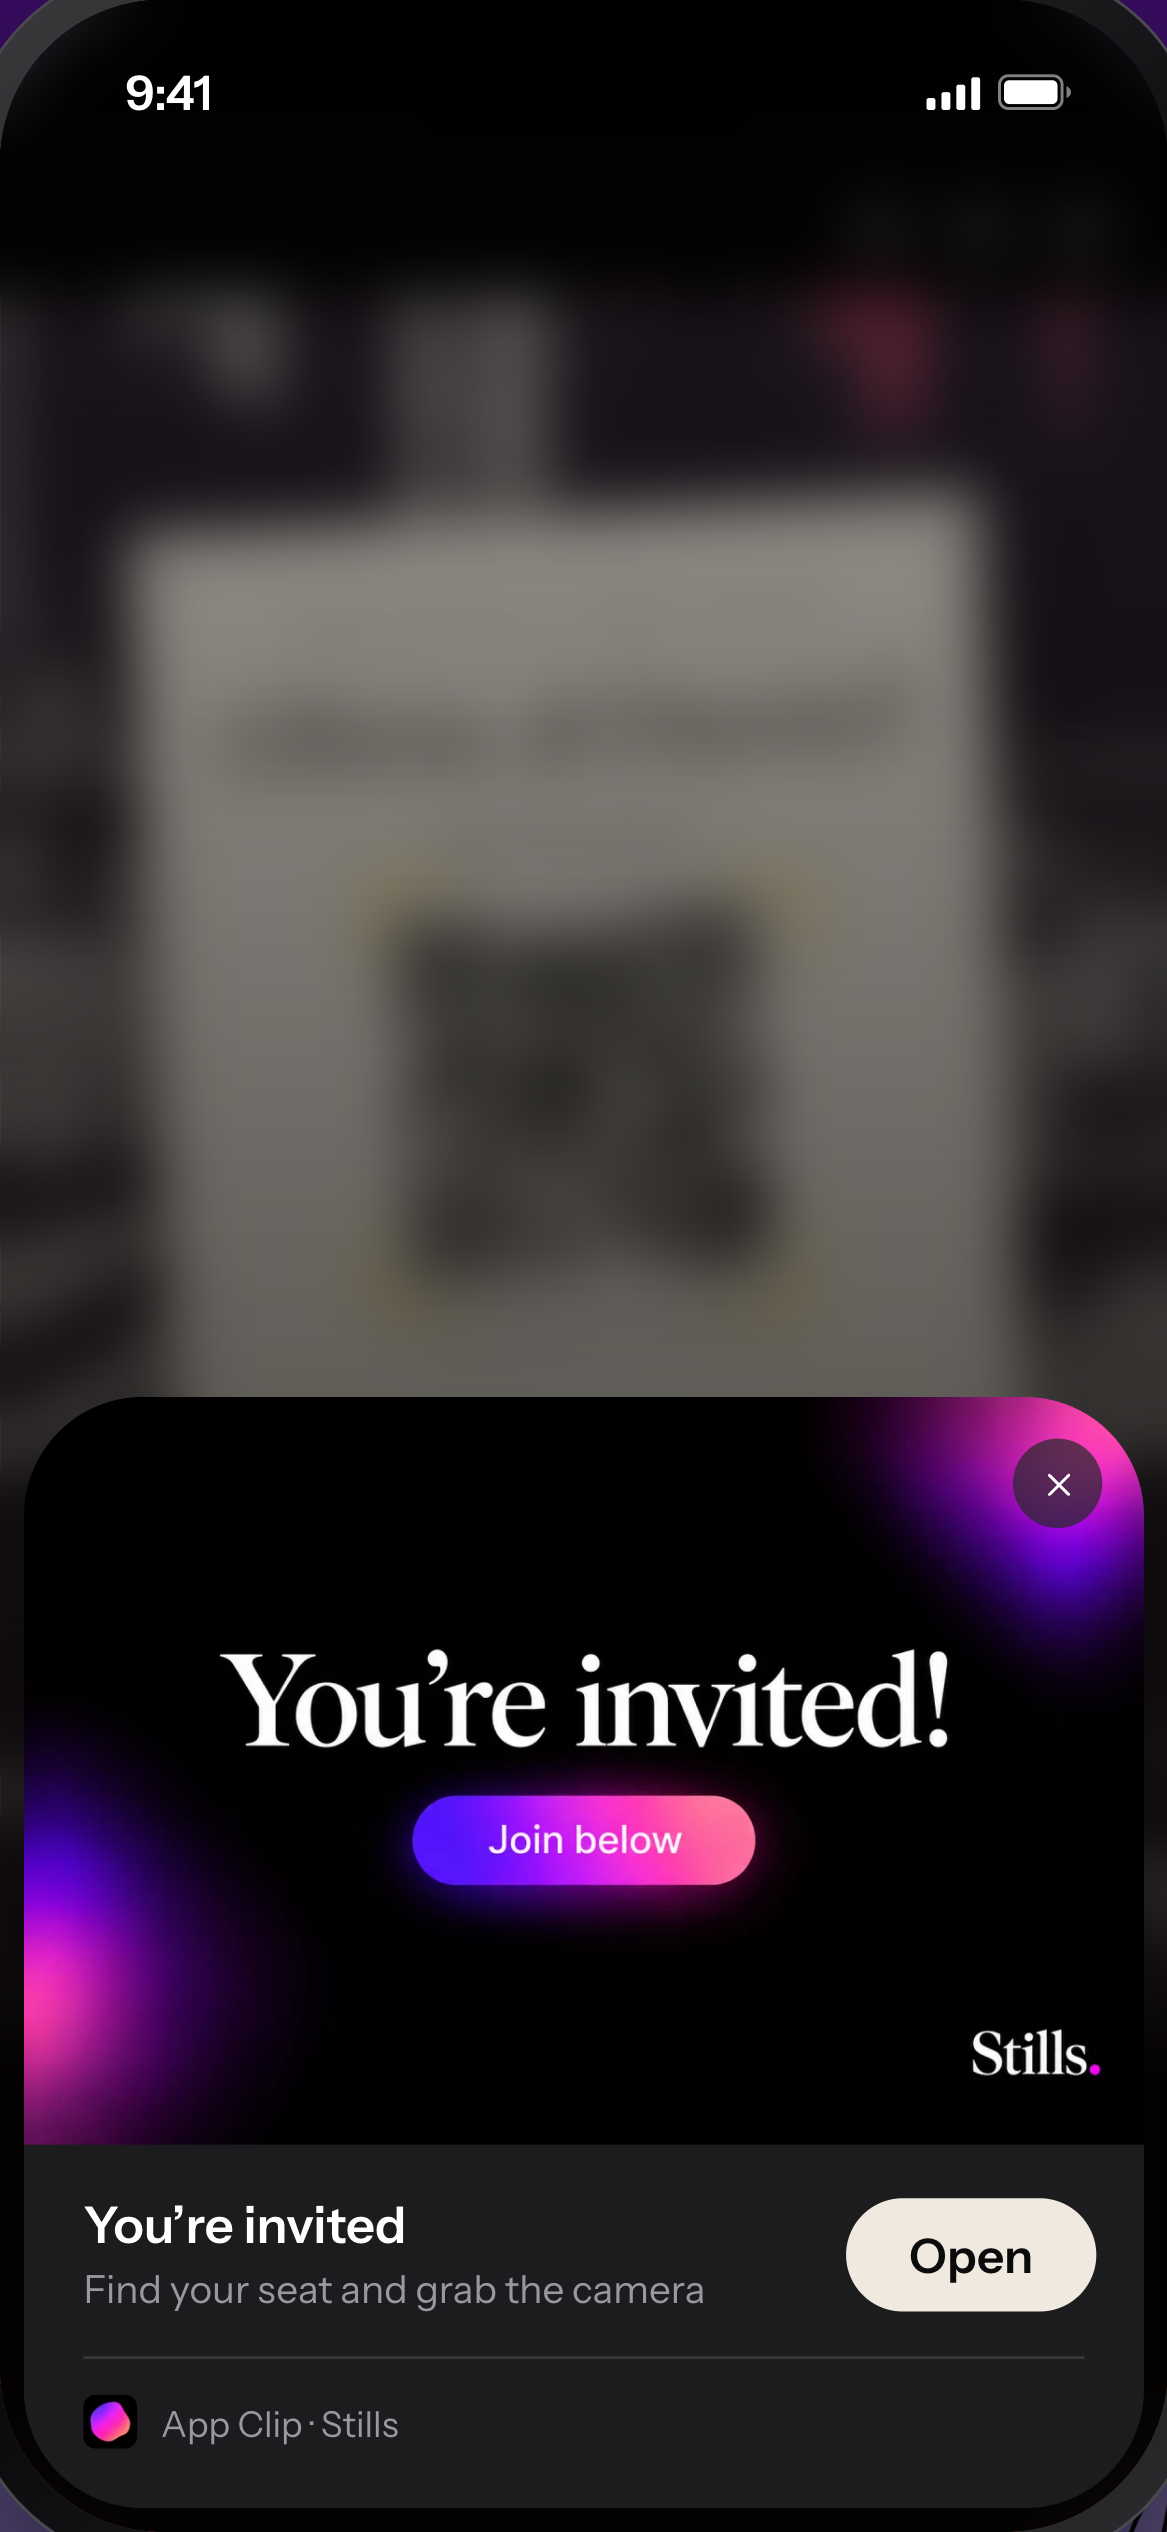 9:41
You’re invited!
Join below
Stills.
You’re invited
Find your seat and grab the camera
Open
App Clip · Stills